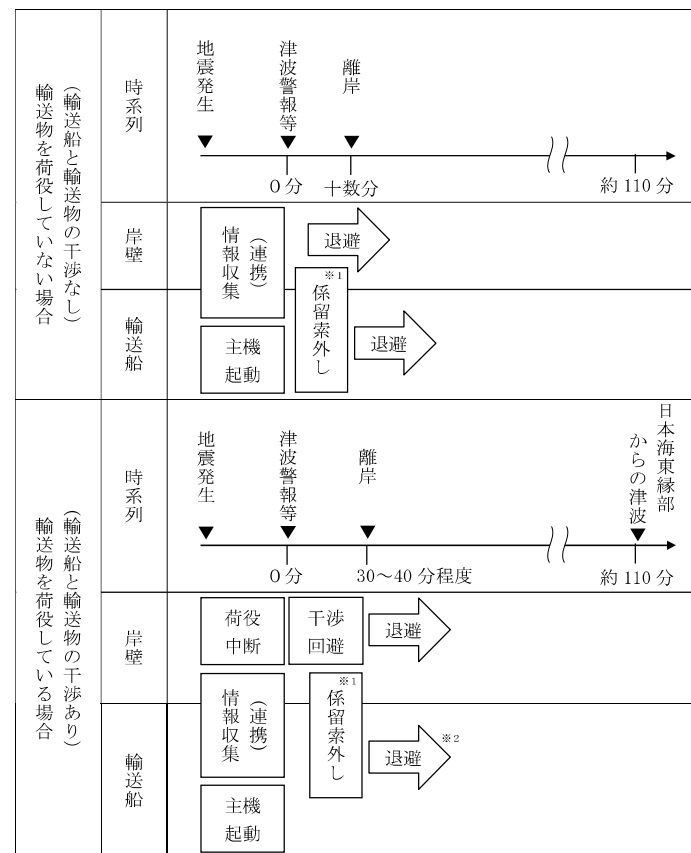 輸送物を荷役していない場合
（輸送船と輸送物の干渉なし）
時系列
地震発生
津波警報等
離岸
0分
十数分
約110分
岸壁
情報収集
（連携）
退避
※1
係留索外し
輸送船
主機
起動
退避
輸送物を荷役している場合
（輸送船と輸送物の干渉あり）
時系列
地震発生
津波警報等
離岸
日本海東縁部
からの津波
0分
30～40分程度
約110分
岸壁
荷役
中断
干渉
回避
退避
情報収集
（連携）
※1
係留索外し
輸送船
退避
※2
主機
起動